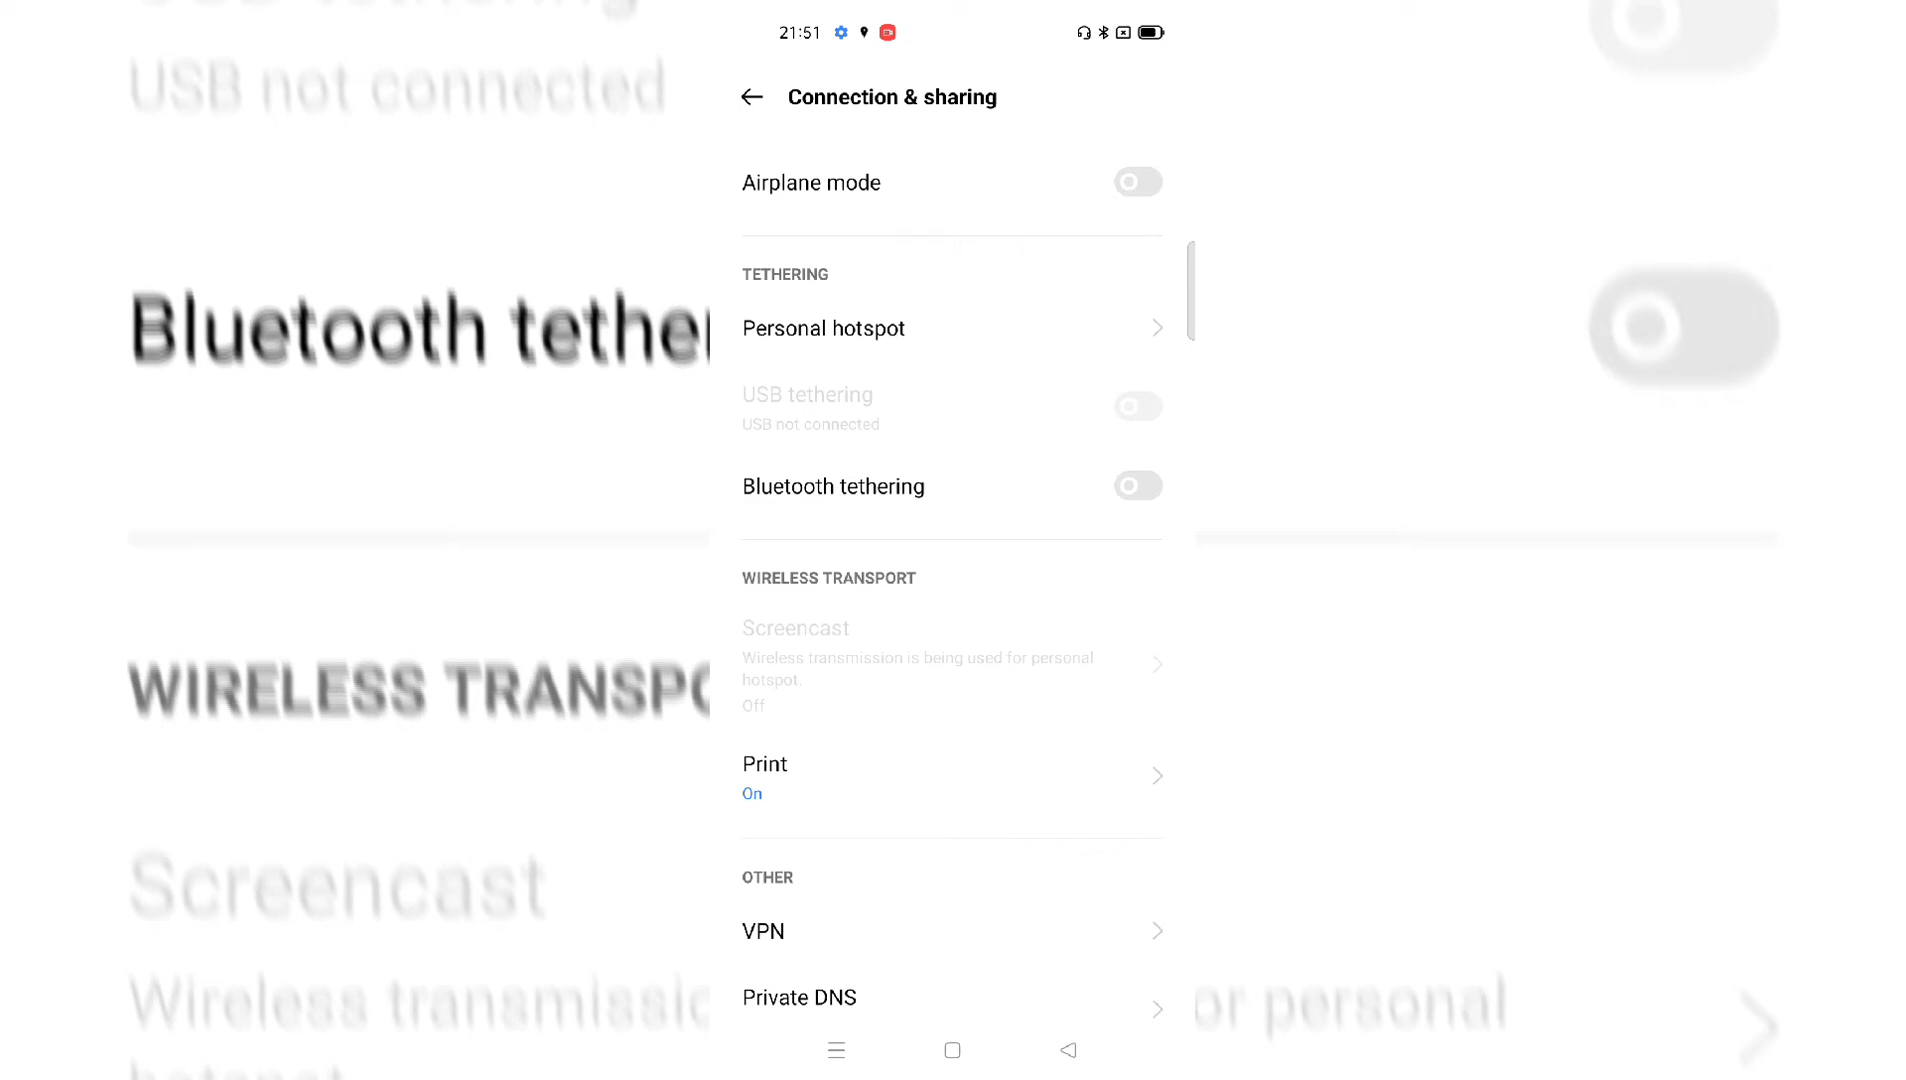 21:51
Connection & sharing
Airplane mode
TETHERING
Personal hotspot
USB tethering
USB not connected
Bluetooth tethering
WIRELESS TRANSPORT
Screencast
Wireless transmission is being used for personal
hotspot.
Off
Print
On
OTHER
VPN
Private DNS
USB not connected
Bluetooth tether
WIRELESS TRANSPO
Screencast
Wireless transmissio
or personal